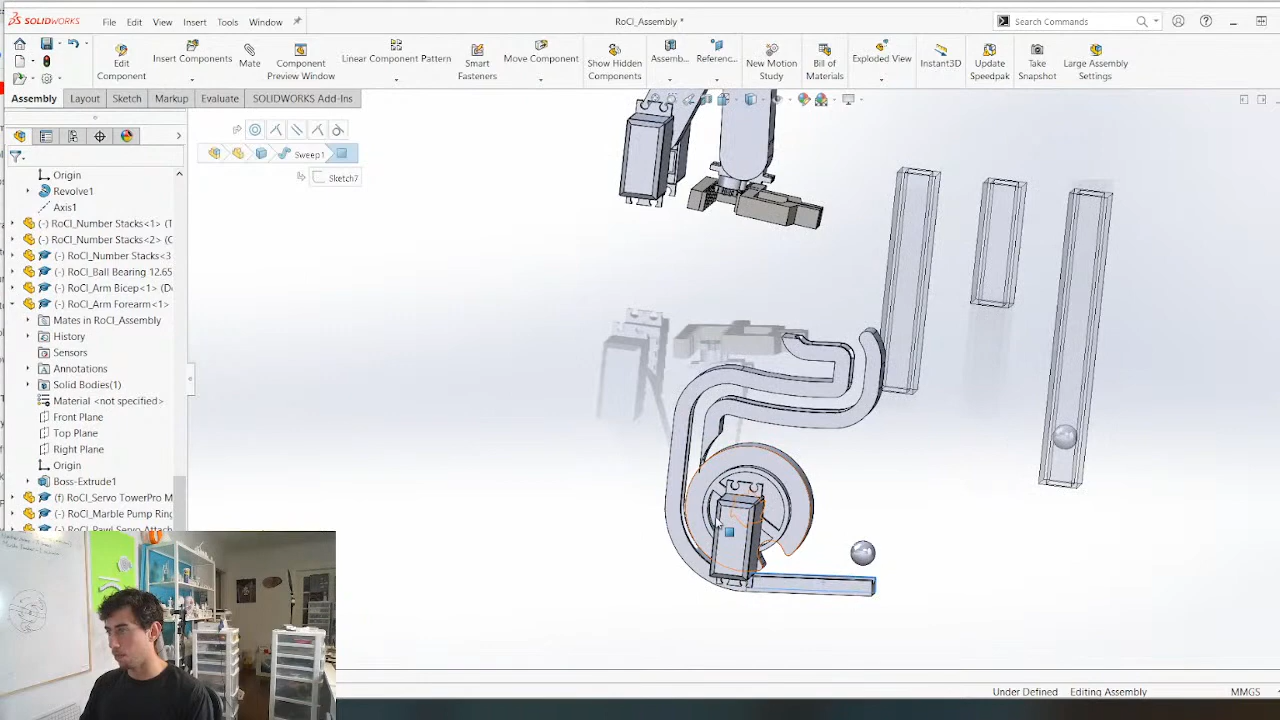 SOLIDWORKS File Edit View Insert Tools Window RoCl_Assembly * Search Commands
Edit Component
Insert Components
Mate
Component Preview Window
Linear Component Pattern
Smart Fasteners
Move Component
Show Hidden Components
Assemb...
Referenc...
New Motion Study
Bill of Materials
Exploded View
Instant3D
Update Speedpak
Take Snapshot
Large Assembly Settings
Assembly Layout Sketch Markup Evaluate SOLIDWORKS Add-Ins
Sweep1
Sketch7
Origin
Revolve1
Axis1
(-) RoCl_Number Stacks<1> (T
(-) RoCl_Number Stacks<2> (C
(-) RoCl_Number Stacks<3
(-) RoCl_Ball Bearing 12.65
(-) RoCl_Arm Bicep<1> (De
(-) RoCl_Arm Forearm<1>
Mates in RoCl_Assembly
History
Sensors
Annotations
Solid Bodies(1)
Material <not specified>
Front Plane
Top Plane
Right Plane
Origin
Boss-Extrude1
(f) RoCl_Servo TowerPro M
(-) RoCl_Marble Pump Ring
(-) RoCl_Pawl Servo Attach
Under Defined Editing Assembly MMGS